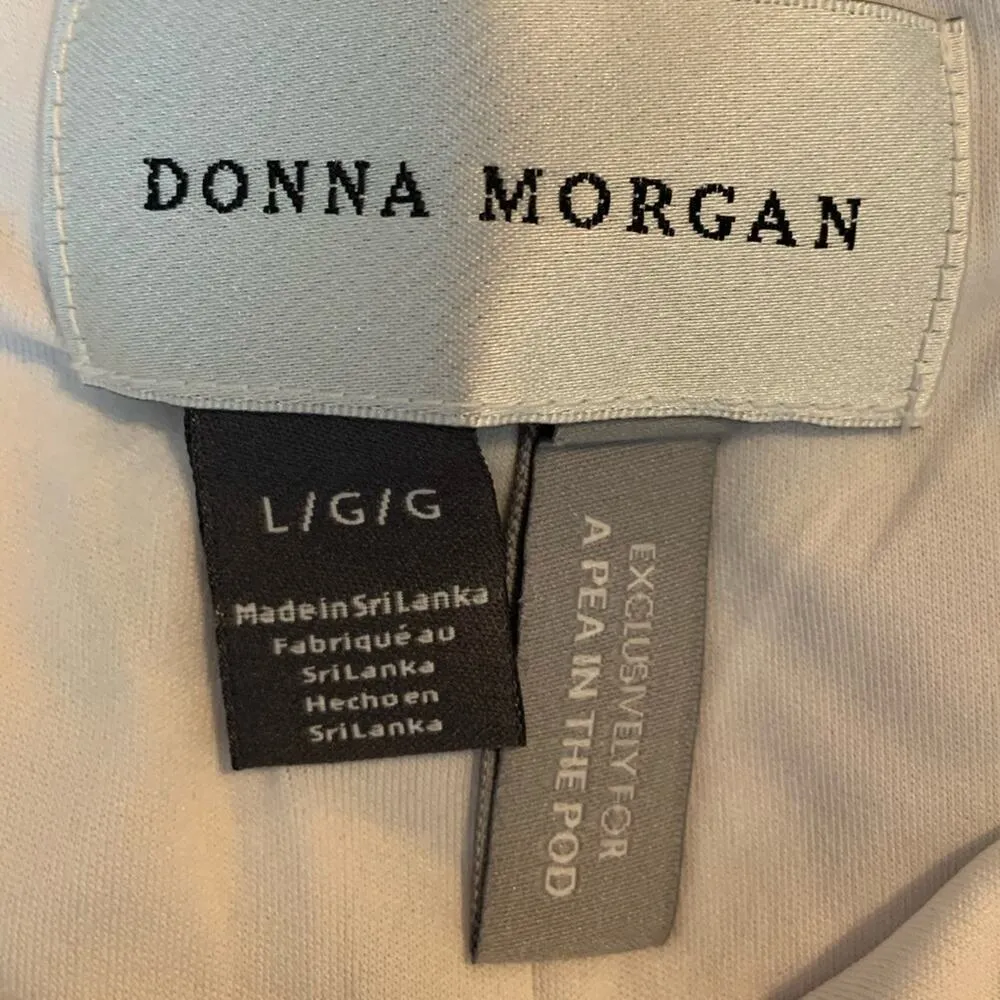 DONNA MORGAN
L/G/G
Made in Sri Lanka
Fabriqué au
Sri Lanka
Hecho en
Sri Lanka
EXCLUSIVELY FOR
A PEA IN THE POD